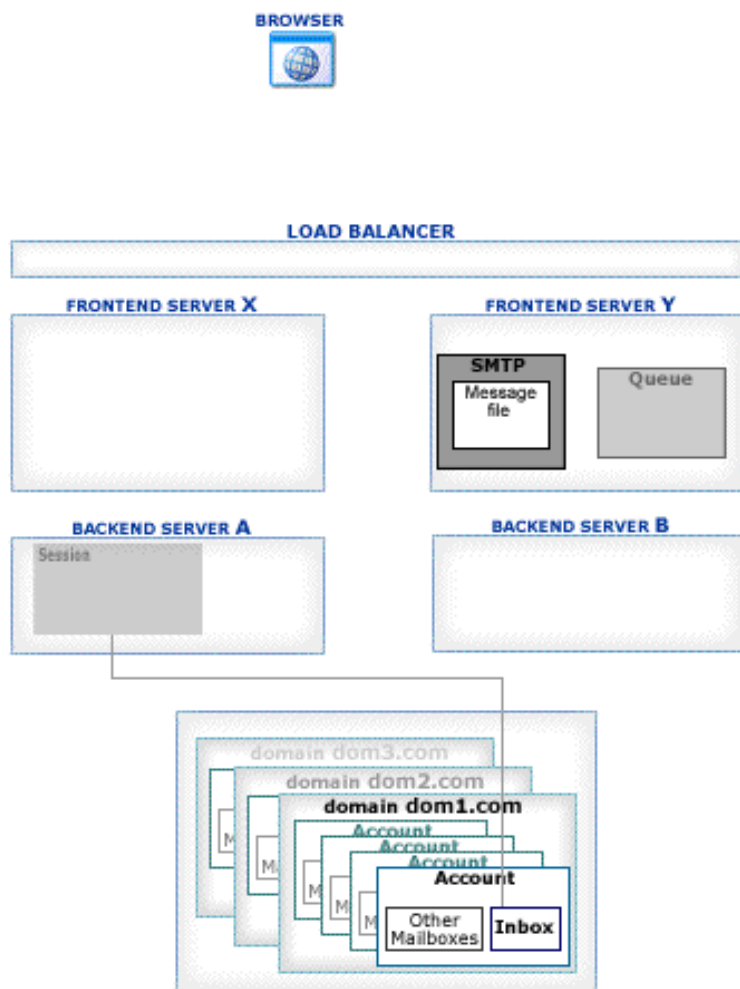 BROWSER
LOAD BALANCER
FRONTEND SERVER X
FRONTEND SERVER Y
SMTP
Message
file
Queue
BACKEND SERVER A
BACKEND SERVER B
Session
domain dom3.com
domain dom2.com
domain dom1.com
Account
Account
Account
Account
M
M
M
M
Ma
Other
Mailboxes
Inbox